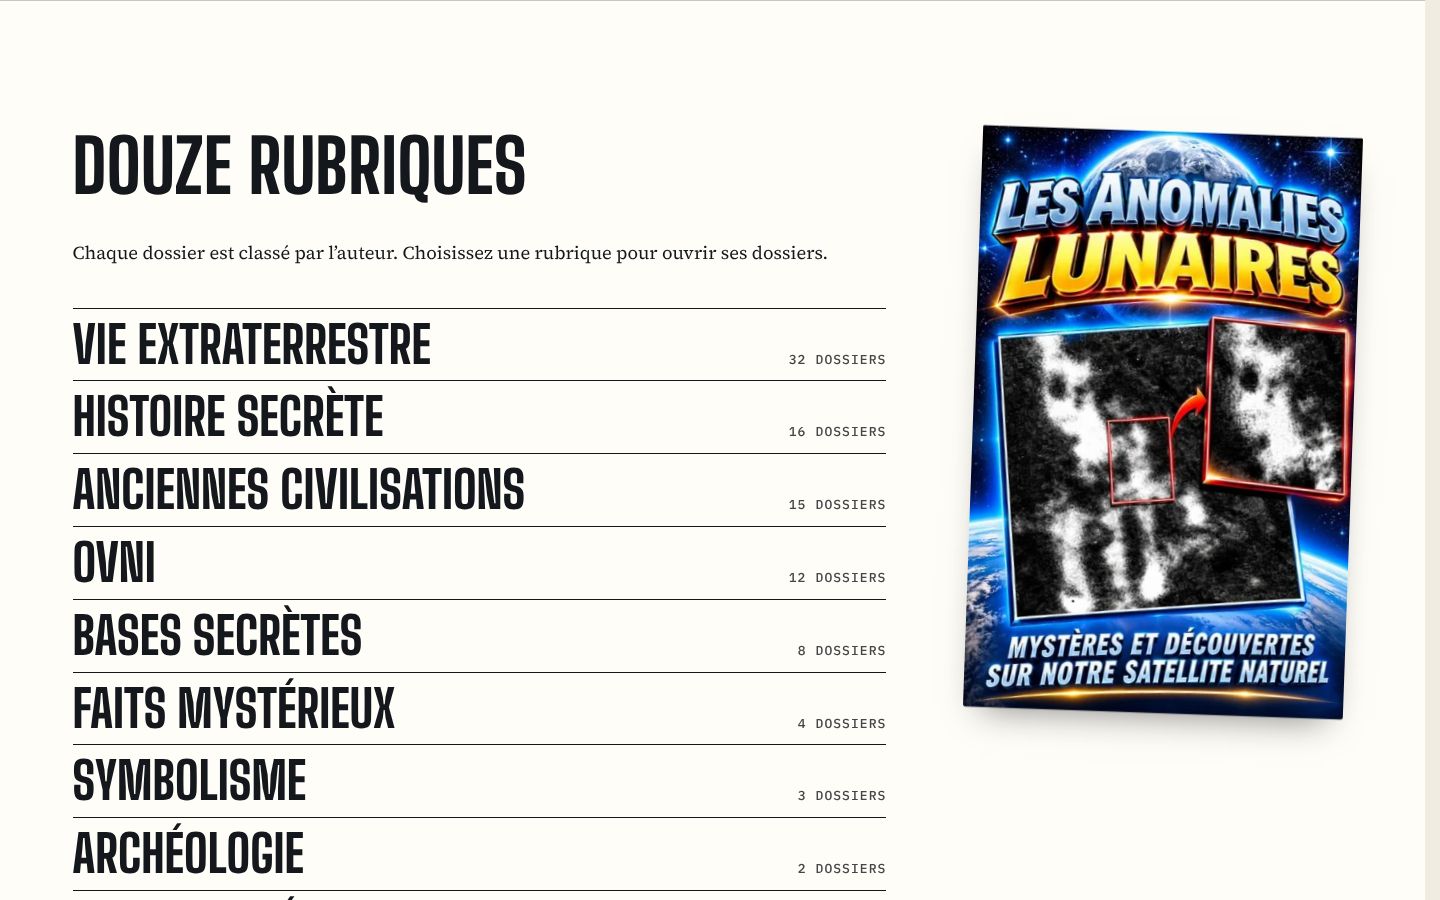 DOUZE RUBRIQUES
Chaque dossier est classé par l’auteur. Choisissez une rubrique pour ouvrir ses dossiers.
VIE EXTRATERRESTRE
32 DOSSIERS
HISTOIRE SECRÈTE
16 DOSSIERS
ANCIENNES CIVILISATIONS
15 DOSSIERS
OVNI
12 DOSSIERS
BASES SECRÈTES
8 DOSSIERS
FAITS MYSTÉRIEUX
4 DOSSIERS
SYMBOLISME
3 DOSSIERS
ARCHÉOLOGIE
2 DOSSIERS
LES ANOMALIES
LUNAIRES
MYSTÈRES ET DÉCOUVERTES
SUR NOTRE SATELLITE NATUREL